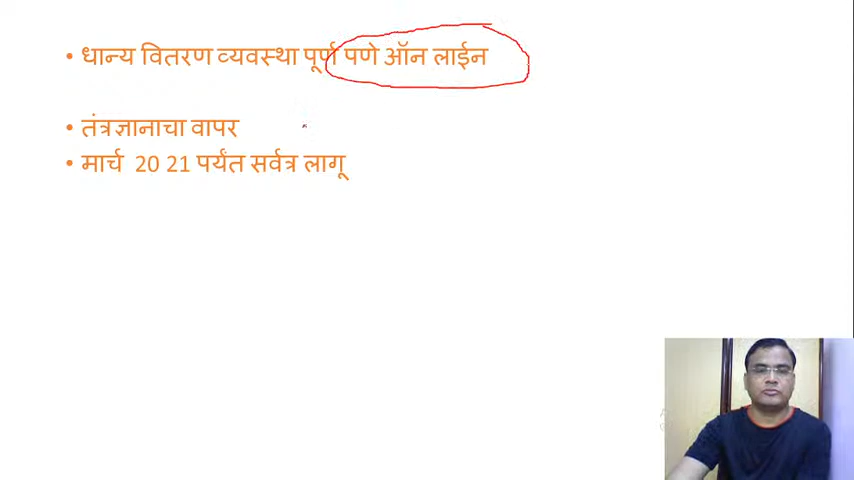 • धान्य वितरण व्यवस्था पूर्ण पणे ऑन लाईन
• तंत्रज्ञानाचा वापर
• मार्च 20 21 पर्यंत सर्वत्र लागू